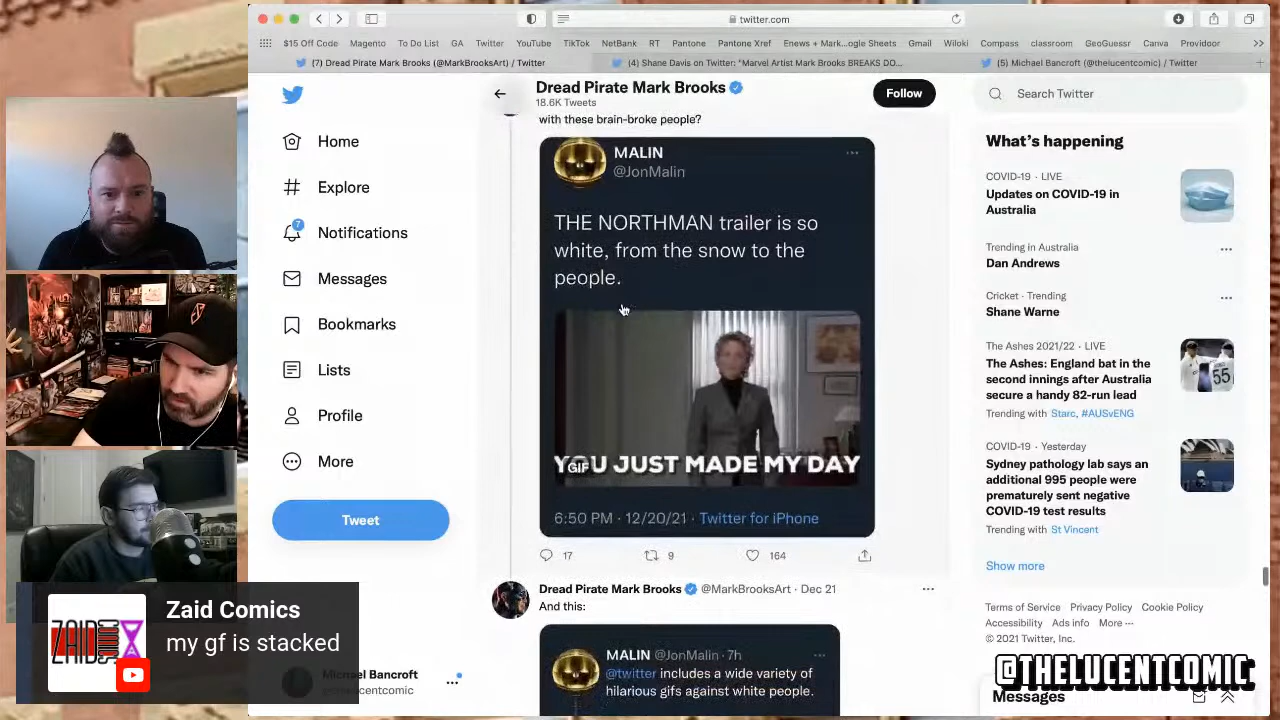 twitter.com
$15 Off Code Magento To Do List GA Twitter YouTube TikTok NetBank RT Pantone Pantone Xref Enews + Mark...ogle Sheets Gmail Wiloki Compass classroom GeoGuessr Canva Providoor
(7) Dread Pirate Mark Brooks (@MarkBrooksArt) / Twitter
(4) Shane Davis on Twitter: "Marvel Artist Mark Brooks BREAKS DO...
(5) Michael Bancroft (@thelucentcomic) / Twitter
Home
Explore
7
Notifications
Messages
Bookmarks
Lists
Profile
More
Tweet
Michael Bancroft
Dread Pirate Mark Brooks
18.6K Tweets
Follow
with these brain-broke people?
MALIN
@JonMalin
THE NORTHMAN trailer is so
white, from the snow to the
people.
YOU JUST MADE MY DAY
GIF
6:50 PM · 12/20/21 · Twitter for iPhone
17 9 164
Dread Pirate Mark Brooks @MarkBrooksArt · Dec 21
And this:
MALIN @JonMalin · 7h
@twitter includes a wide variety of
hilarious gifs against white people.
Search Twitter
What's happening
COVID-19 · LIVE
Updates on COVID-19 in
Australia
Trending in Australia
Dan Andrews
Cricket · Trending
Shane Warne
The Ashes 2021/22 · LIVE
The Ashes: England bat in the
second innings after Australia
secure a handy 82-run lead
Trending with Starc, #AUSvENG
55
COVID-19 · Yesterday
Sydney pathology lab says an
additional 995 people were
prematurely sent negative
COVID-19 test results
Trending with St Vincent
Show more
Terms of Service Privacy Policy Cookie Policy
Accessibility Ads info More ···
© 2021 Twitter, Inc.
@THELUCENTCOMIC
Messages
ZAID
Zaid Comics
my gf is stacked